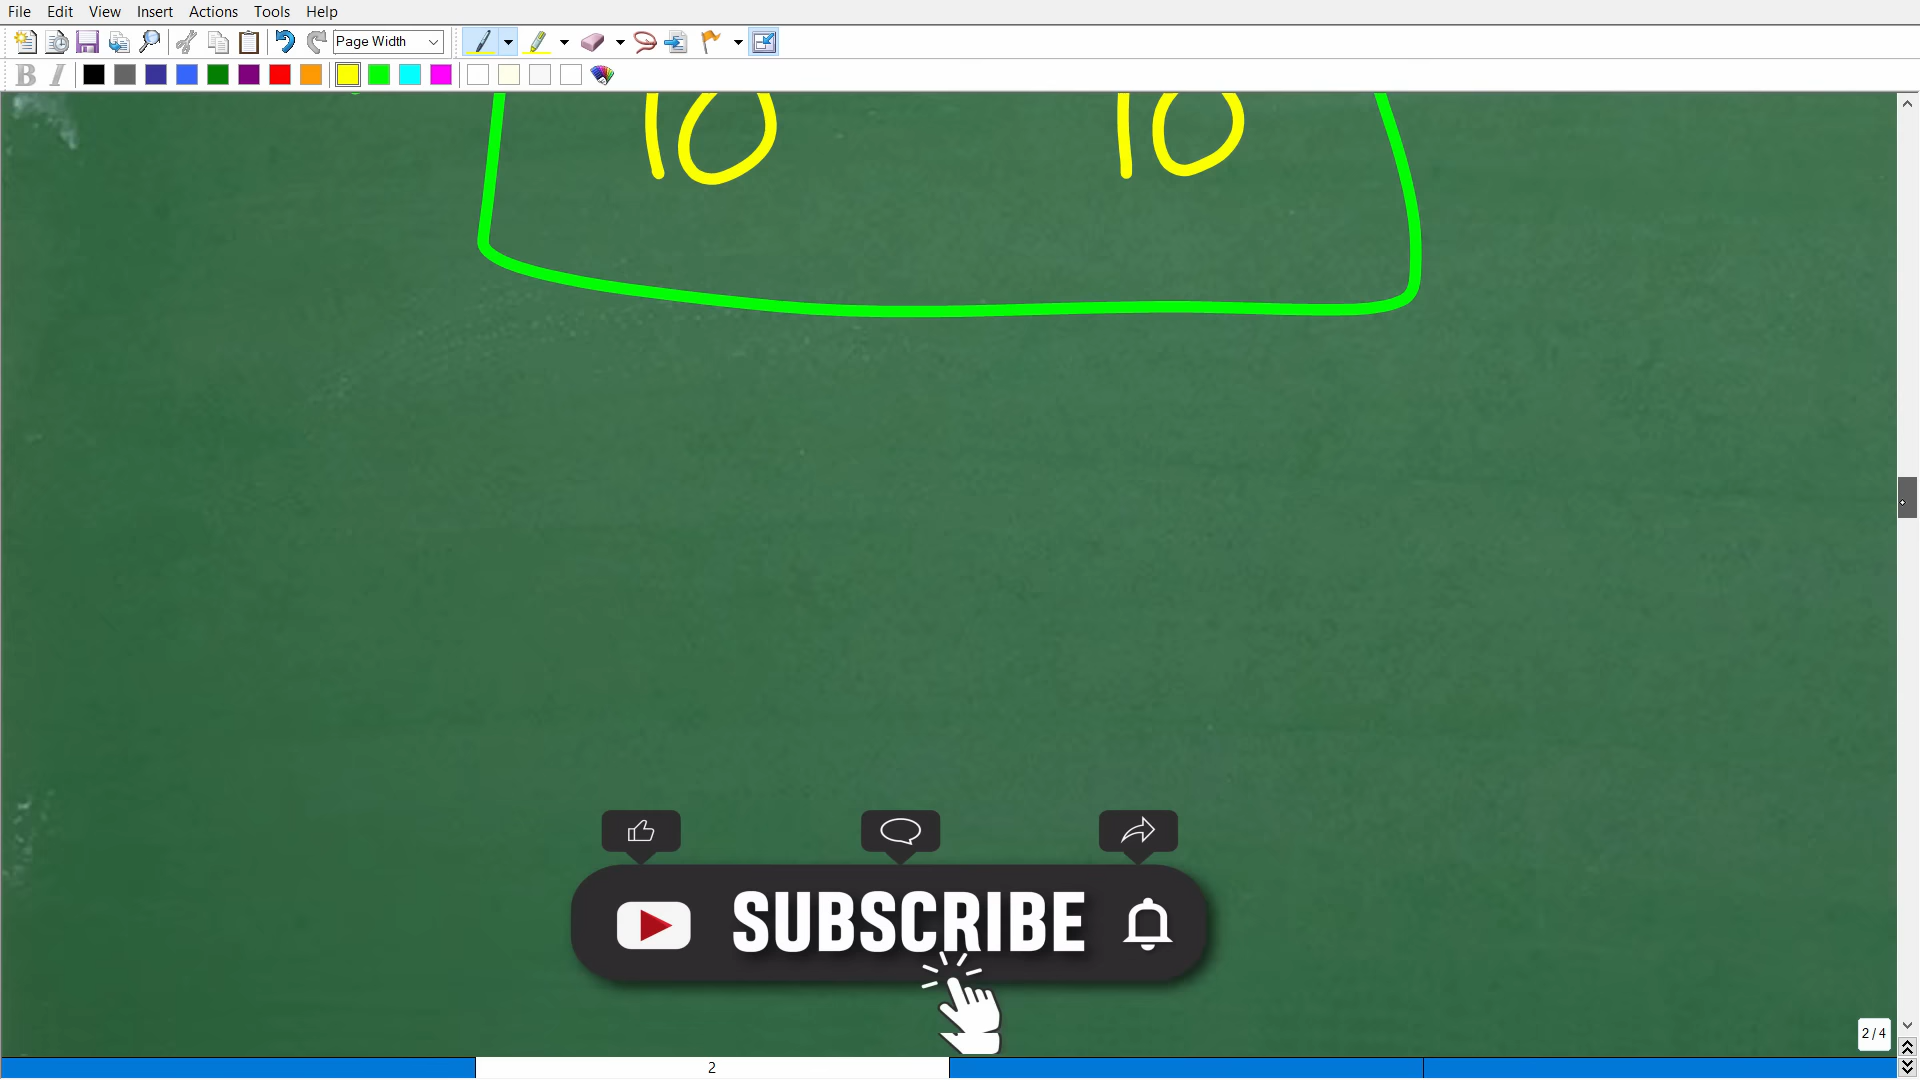 File Edit View Insert Actions Tools Help
Page Width
B I
10 10
SUBSCRIBE
2 / 4
2